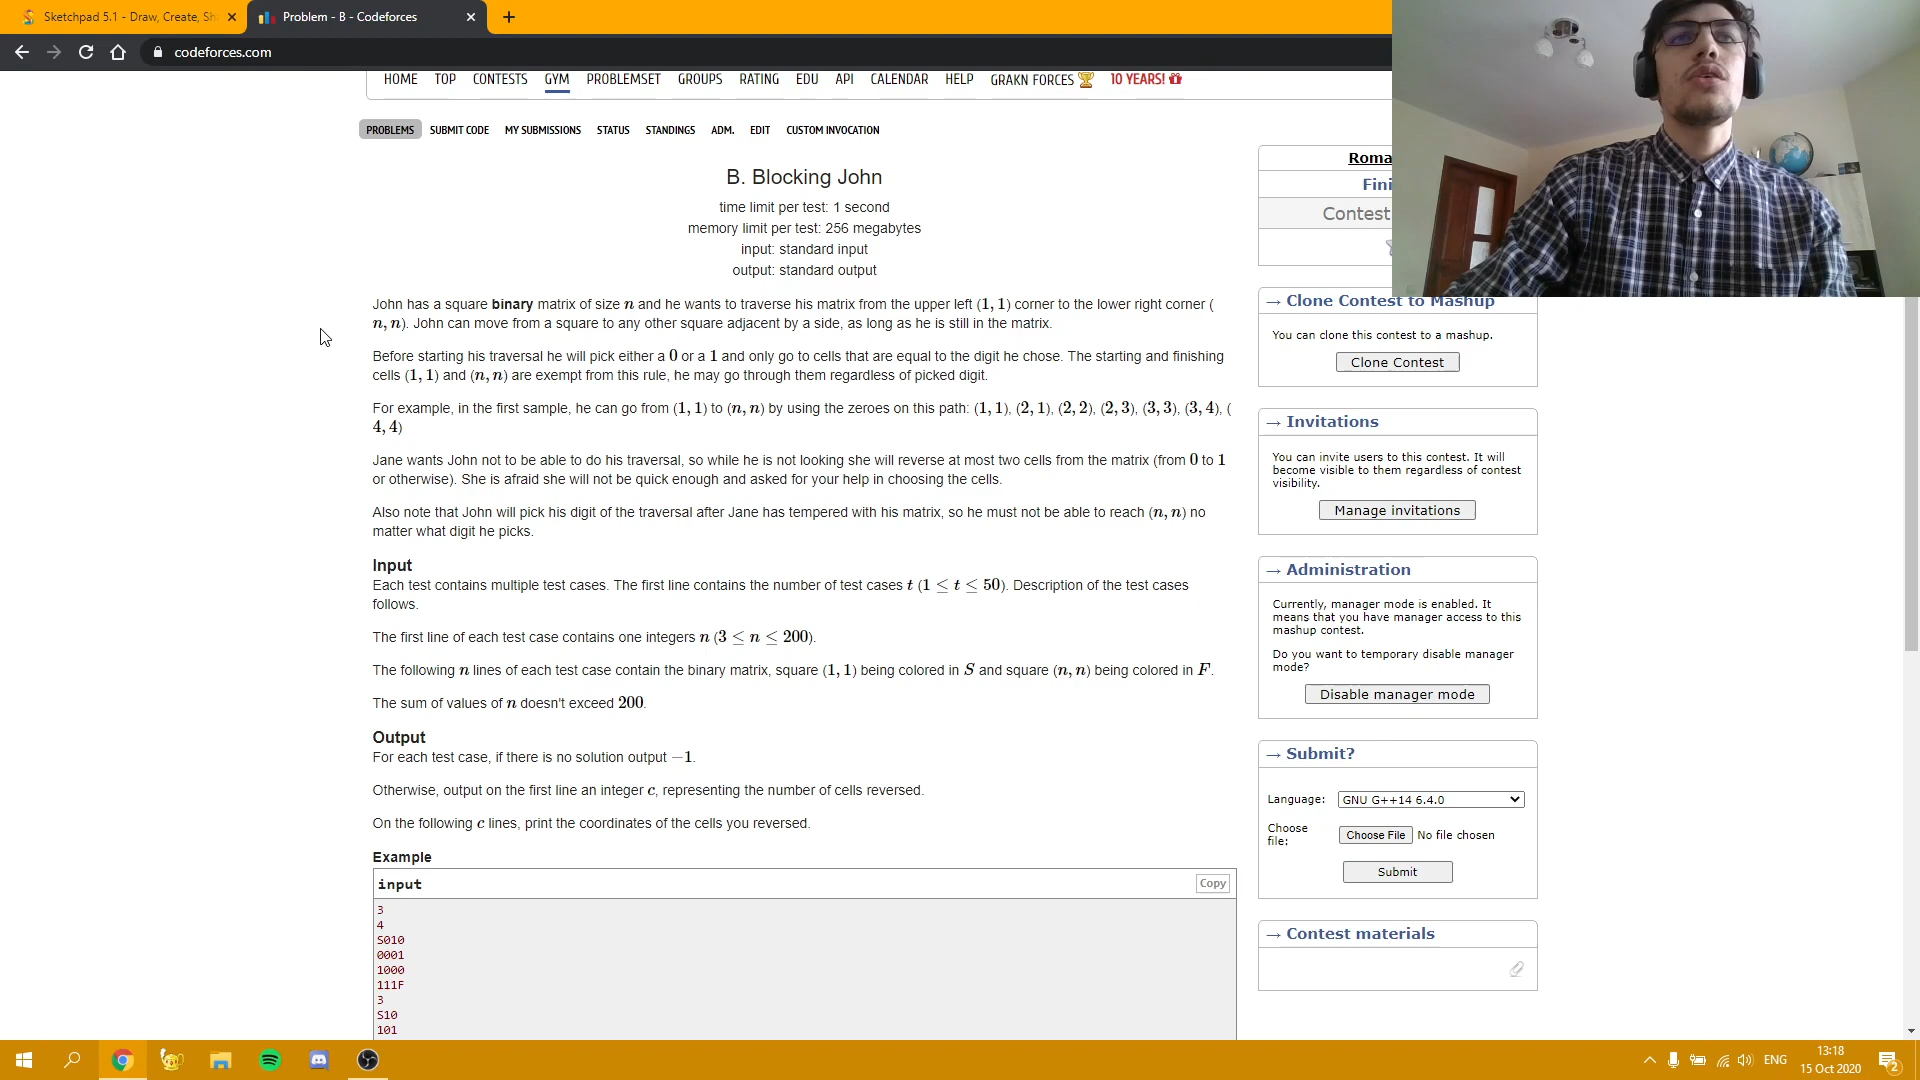 Sketchpad 5.1 - Draw, Create, Sh
Problem - B - Codeforces
codeforces.com
HOME TOP CONTESTS GYM PROBLEMSET GROUPS RATING EDU API CALENDAR HELP GRAKN FORCES 10 YEARS!
PROBLEMS SUBMIT CODE MY SUBMISSIONS STATUS STANDINGS ADM. EDIT CUSTOM INVOCATION
B. Blocking John
time limit per test: 1 second
memory limit per test: 256 megabytes
input: standard input
output: standard output
John has a square binary matrix of size n and he wants to traverse his matrix from the upper left (1, 1) corner to the lower right corner (
n, n). John can move from a square to any other square adjacent by a side, as long as he is still in the matrix.
Before starting his traversal he will pick either a 0 or a 1 and only go to cells that are equal to the digit he chose. The starting and finishing
cells (1, 1) and (n, n) are exempt from this rule, he may go through them regardless of picked digit.
For example, in the first sample, he can go from (1, 1) to (n, n) by using the zeroes on this path: (1, 1), (2, 1), (2, 2), (2, 3), (3, 3), (3, 4), (
4, 4)
Jane wants John not to be able to do his traversal, so while he is not looking she will reverse at most two cells from the matrix (from 0 to 1
or otherwise). She is afraid she will not be quick enough and asked for your help in choosing the cells.
Also note that John will pick his digit of the traversal after Jane has tempered with his matrix, so he must not be able to reach (n, n) no
matter what digit he picks.
Input
Each test contains multiple test cases. The first line contains the number of test cases t (1 ≤ t ≤ 50). Description of the test cases
follows.
The first line of each test case contains one integers n (3 ≤ n ≤ 200).
The following n lines of each test case contain the binary matrix, square (1, 1) being colored in S and square (n, n) being colored in F.
The sum of values of n doesn't exceed 200.
Output
For each test case, if there is no solution output −1.
Otherwise, output on the first line an integer c, representing the number of cells reversed.
On the following c lines, print the coordinates of the cells you reversed.
Example
input
Copy
3
4
S010
0001
1000
111F
3
S10
101
Roma
Fini
Contest
→ Clone Contest to Mashup
You can clone this contest to a mashup.
Clone Contest
→ Invitations
You can invite users to this contest. It will
become visible to them regardless of contest
visibility.
Manage invitations
→ Administration
Currently, manager mode is enabled. It
means that you have manager access to this
mashup contest.
Do you want to temporary disable manager
mode?
Disable manager mode
→ Submit?
Language: GNU G++14 6.4.0
Choose
file:
Choose File No file chosen
Submit
→ Contest materials
ENG
13:18
15 Oct 2020
2